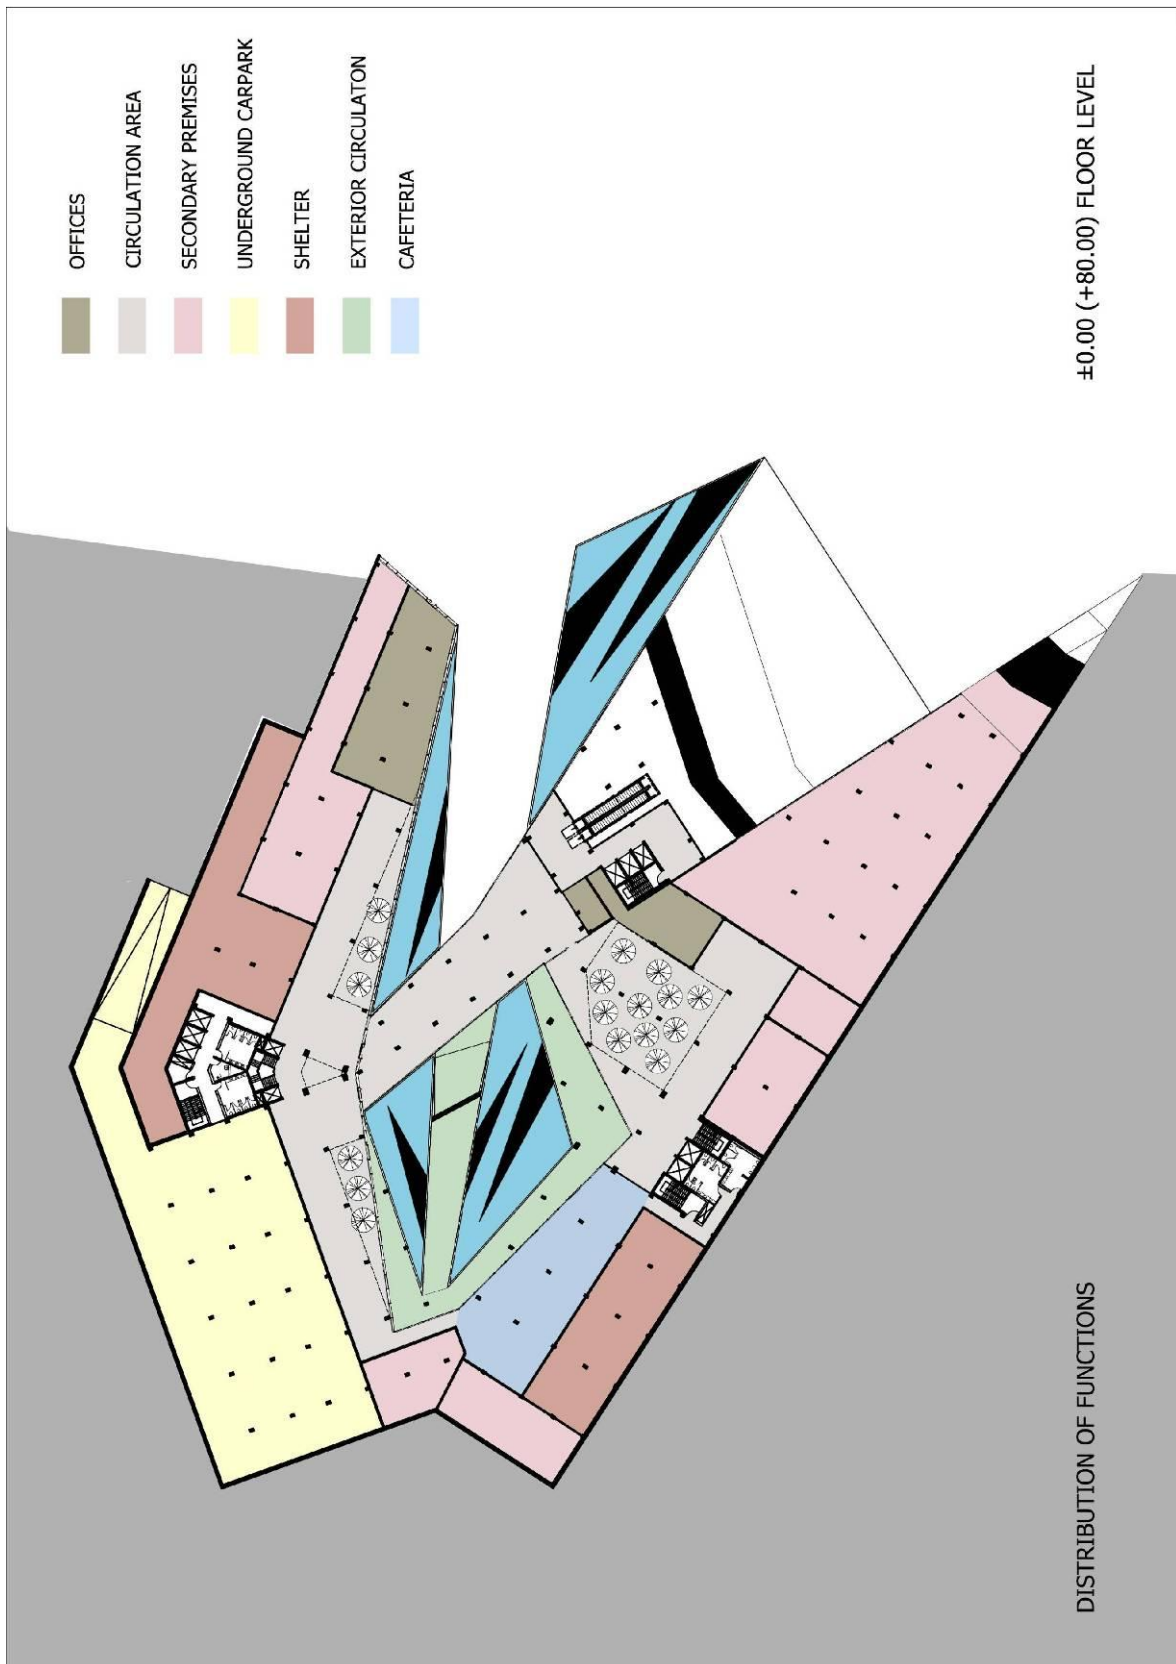 OFFICES
CIRCULATION AREA
SECONDARY PREMISES
UNDERGROUND CARPARK
SHELTER
EXTERIOR CIRCULATON
CAFETERIA
DISTRIBUTION OF FUNCTIONS
±0.00 (+80.00) FLOOR LEVEL